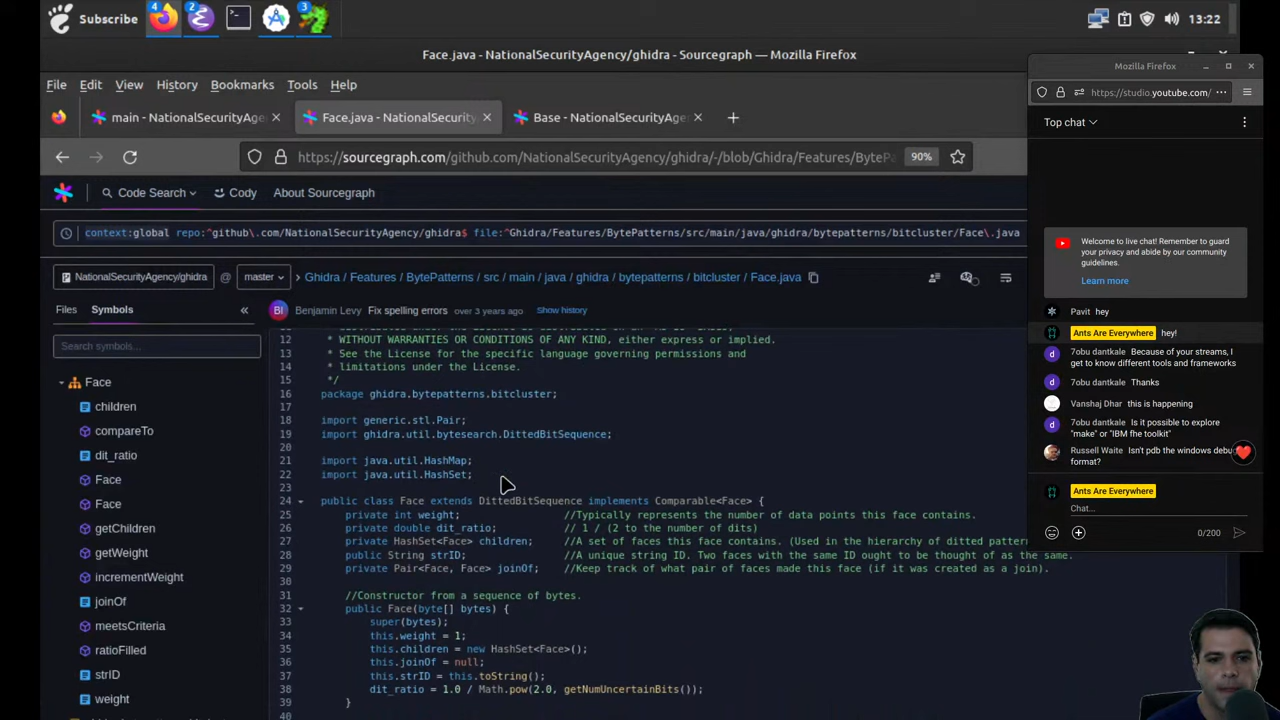 Subscribe
4
2
3
13:22
Face.java - NationalSecurityAgency/ghidra - Sourcegraph — Mozilla Firefox
File Edit View History Bookmarks Tools Help
main - NationalSecurityAgen
Face.java - NationalSecurity
Base - NationalSecurityAgen
https://sourcegraph.com/github.com/NationalSecurityAgency/ghidra/-/blob/Ghidra/Features/BytePa
90%
Code Search
Cody
About Sourcegraph
context:global repo:^github\.com/NationalSecurityAgency/ghidra$ file:^Ghidra/Features/BytePatterns/src/main/java/ghidra/bytepatterns/bitcluster/Face\.java
NationalSecurityAgency/ghidra @ master
Ghidra / Features / BytePatterns / src / main / java / ghidra / bytepatterns / bitcluster / Face.java
Files Symbols
Benjamin Levy Fix spelling errors over 3 years ago Show history
Search symbols...
Face
children
compareTo
dit_ratio
Face
Face
getChildren
getWeight
incrementWeight
joinOf
meetsCriteria
ratioFilled
strID
weight
12 * WITHOUT WARRANTIES OR CONDITIONS OF ANY KIND, either express or implied.
13 * See the License for the specific language governing permissions and
14 * limitations under the License.
15 */
16 package ghidra.bytepatterns.bitcluster;
17
18 import generic.stl.Pair;
19 import ghidra.util.bytesearch.DittedBitSequence;
20
21 import java.util.HashMap;
22 import java.util.HashSet;
23
24 public class Face extends DittedBitSequence implements Comparable<Face> {
25 private int weight; //Typically represents the number of data points this face contains.
26 private double dit_ratio; // 1 / (2 to the number of dits)
27 private HashSet<Face> children; //A set of faces this face contains. (Used in the hierarchy of ditted pattern
28 public String strID; //A unique string ID. Two faces with the same ID ought to be thought of as the same.
29 private Pair<Face, Face> joinOf; //Keep track of what pair of faces made this face (if it was created as a join).
30
31 //Constructor from a sequence of bytes.
32 public Face(byte[] bytes) {
33 super(bytes);
34 this.weight = 1;
35 this.children = new HashSet<Face>();
36 this.joinOf = null;
37 this.strID = this.toString();
38 dit_ratio = 1.0 / Math.pow(2.0, getNumUncertainBits());
39 }
40
Mozilla Firefox
https://studio.youtube.com/
Top chat
Welcome to live chat! Remember to guard
your privacy and abide by our community
guidelines.
Learn more
Pavit hey
Ants Are Everywhere hey!
7obu dantkale Because of your streams, I
get to know different tools and frameworks
7obu dantkale Thanks
Vanshaj Dhar this is happening
7obu dantkale Is it possible to explore
"make" or "IBM fhe toolkit"
Russell Waite Isn't pdb the windows debu
format?
Ants Are Everywhere
Chat...
0/200